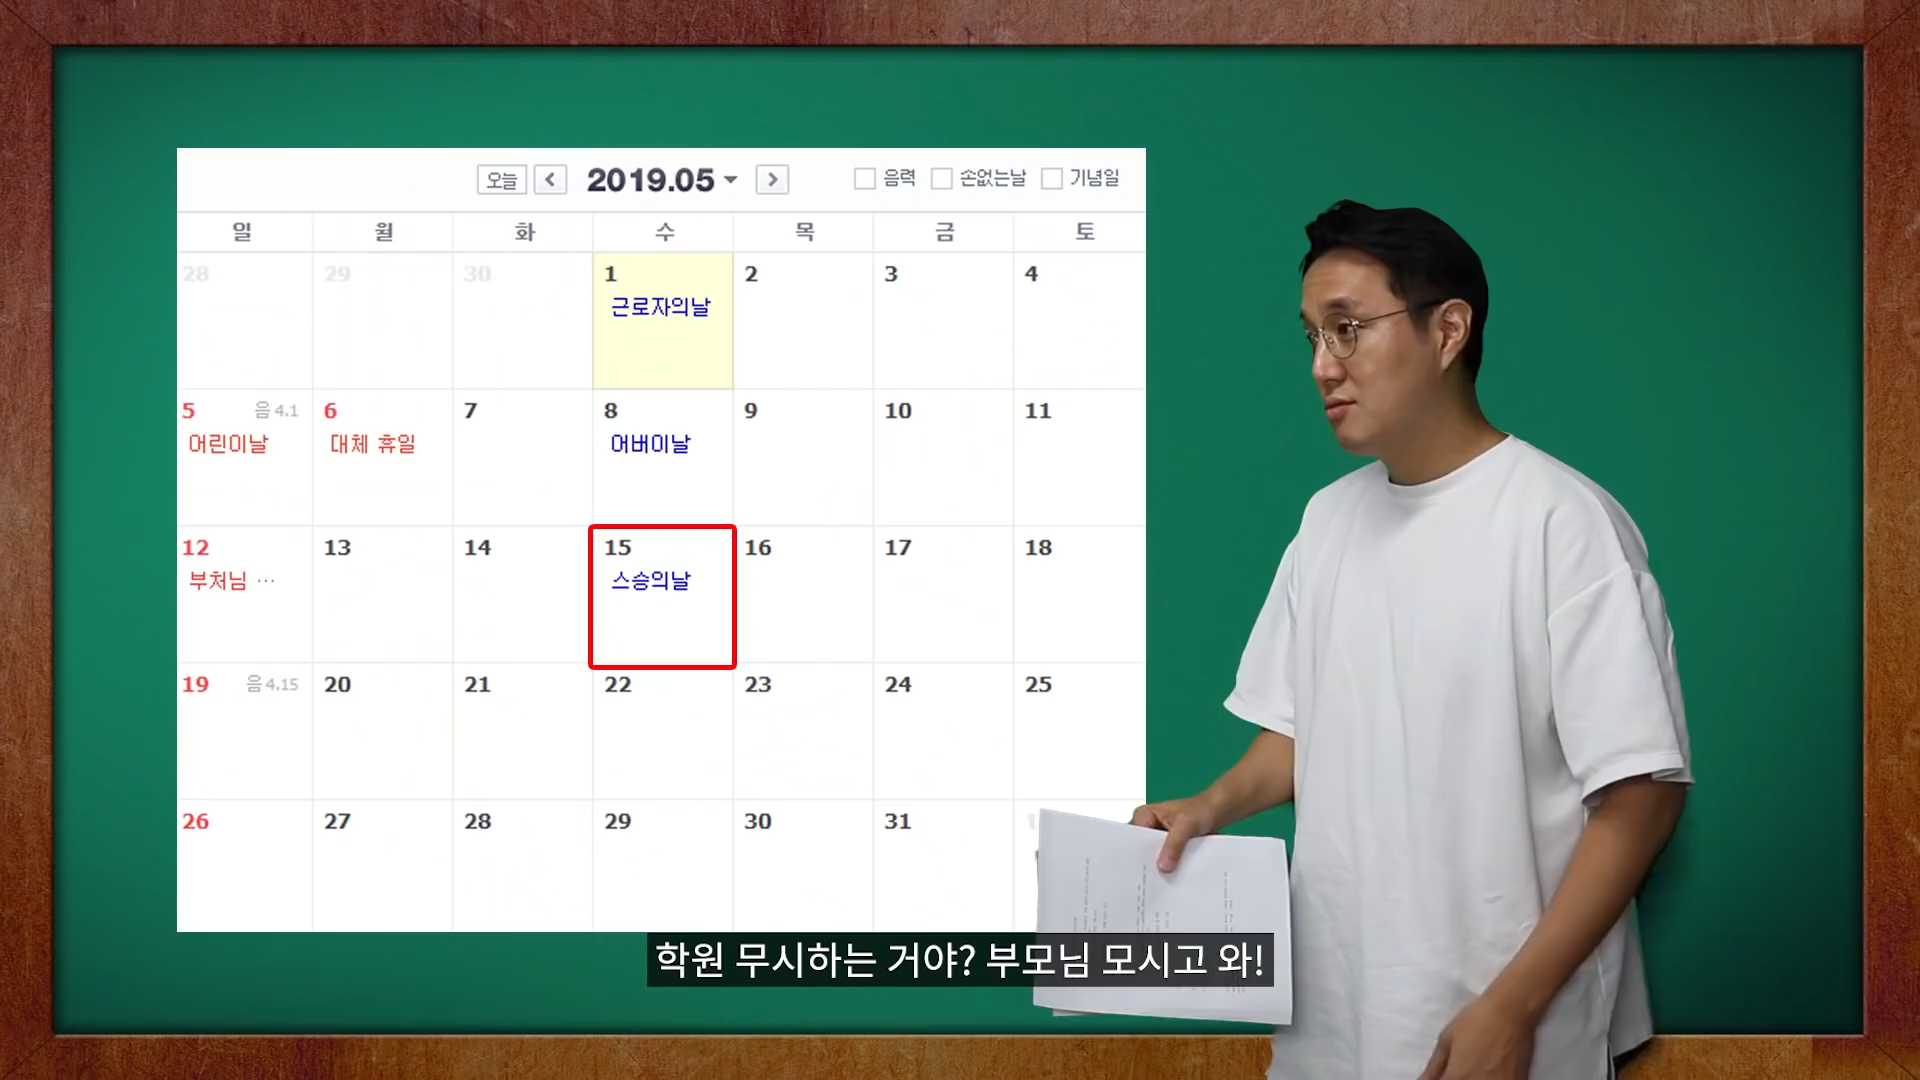 오늘 < 2019.05 > 음력 손없는날 기념일
일 월 화 수 목 금 토
28 29 30 1 2 3 4
근로자의날
5 음 4.1 6 7 8 9 10 11
어린이날 대체 휴일 어버이날
12 13 14 15 16 17 18
부처님 ··· 스승의날
19 음 4.15 20 21 22 23 24 25
26 27 28 29 30 31
학원 무시하는 거야? 부모님 모시고 와!